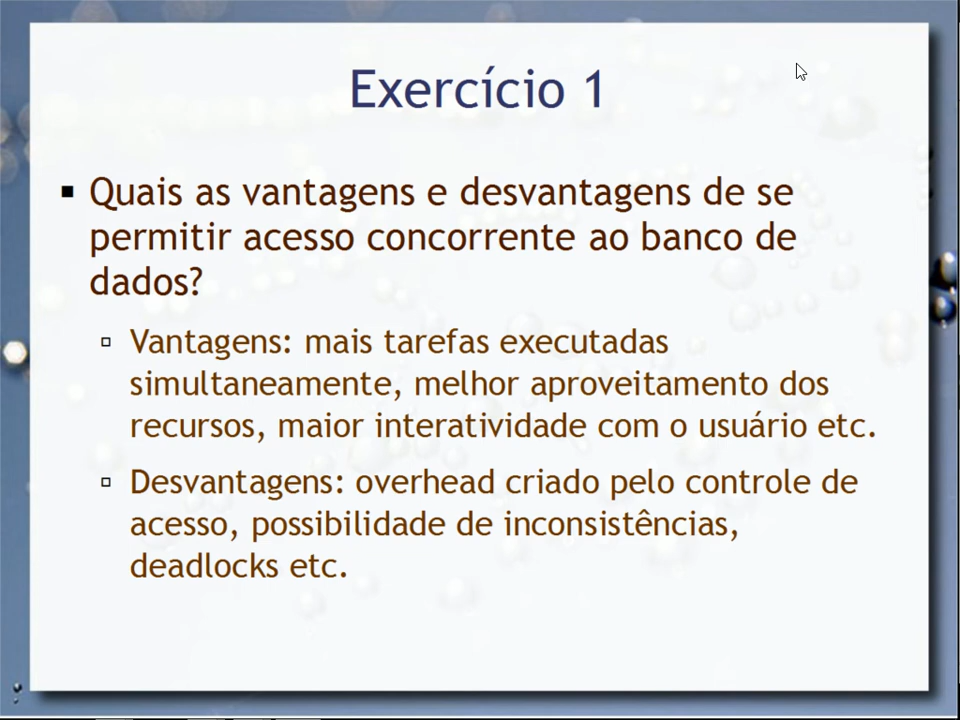 Exercício 1
Quais as vantagens e desvantagens de se
permitir acesso concorrente ao banco de
dados?
Vantagens: mais tarefas executadas
simultaneamente, melhor aproveitamento dos
recursos, maior interatividade com o usuário etc.
Desvantagens: overhead criado pelo controle de
acesso, possibilidade de inconsistências,
deadlocks etc.